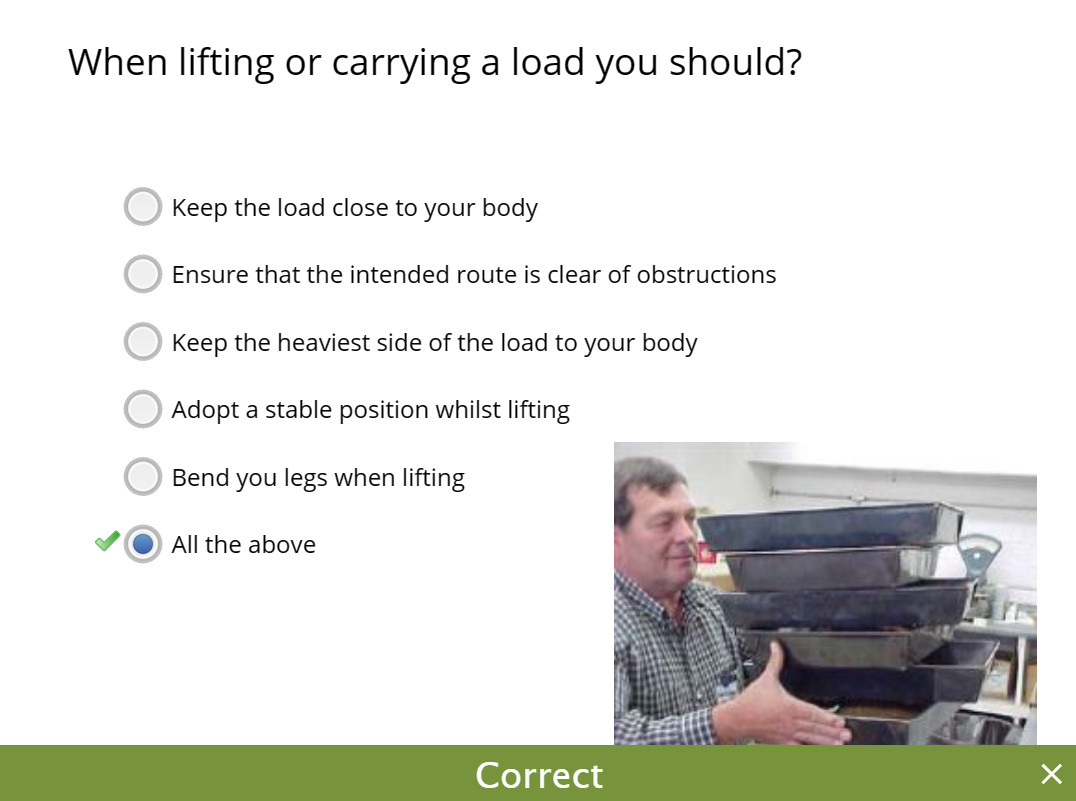 When lifting or carrying a load you should?
Keep the load close to your body
Ensure that the intended route is clear of obstructions
Keep the heaviest side of the load to your body
Adopt a stable position whilst lifting
Bend you legs when lifting
All the above
Correct